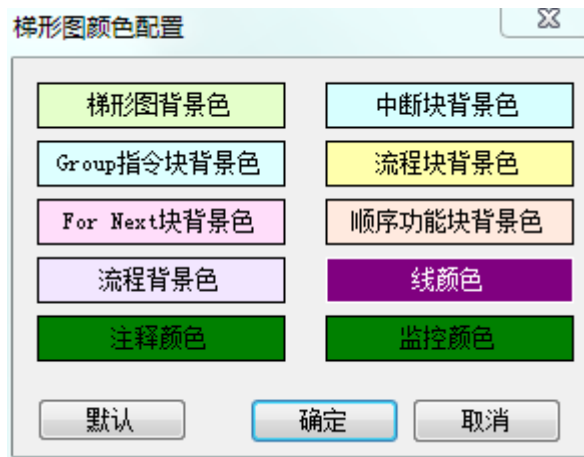 梯形图颜色配置
梯形图背景色
中断块背景色
Group指令块背景色
流程块背景色
For Next块背景色
顺序功能块背景色
流程背景色
线颜色
注释颜色
监控颜色
默认
确定
取消